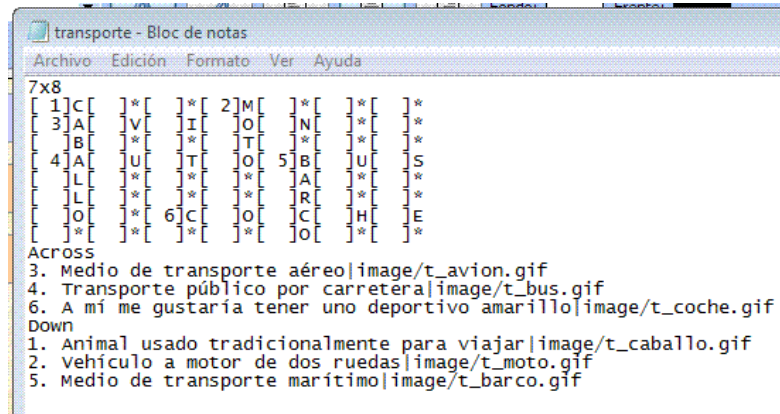 transporte - Bloc de notas
Archivo Edición Formato Ver Ayuda
7x8
[ 1]C[  ]*[  ]*[ 2]M[  ]*[  ]*[  ]*
[ 3]A[  ]V[  ]I[  ]O[  ]N[  ]*[  ]*
[  ]B[  ]*[  ]*[  ]T[  ]*[  ]*[  ]*
[ 4]A[  ]U[  ]T[  ]O[ 5]B[  ]U[  ]S
[  ]L[  ]*[  ]*[  ]*[  ]A[  ]*[  ]*
[  ]L[  ]*[  ]*[  ]*[  ]R[  ]*[  ]*
[  ]O[  ]*[ 6]C[  ]O[  ]C[  ]H[  ]E
[  ]*[  ]*[  ]*[  ]*[  ]O[  ]*[  ]*
Across
3. Medio de transporte aéreo|image/t_avion.gif
4. Transporte público por carretera|image/t_bus.gif
6. A mí me gustaría tener uno deportivo amarillo|image/t_coche.gif
Down
1. Animal usado tradicionalmente para viajar|image/t_caballo.gif
2. Vehículo a motor de dos ruedas|image/t_moto.gif
5. Medio de transporte marítimo|image/t_barco.gif